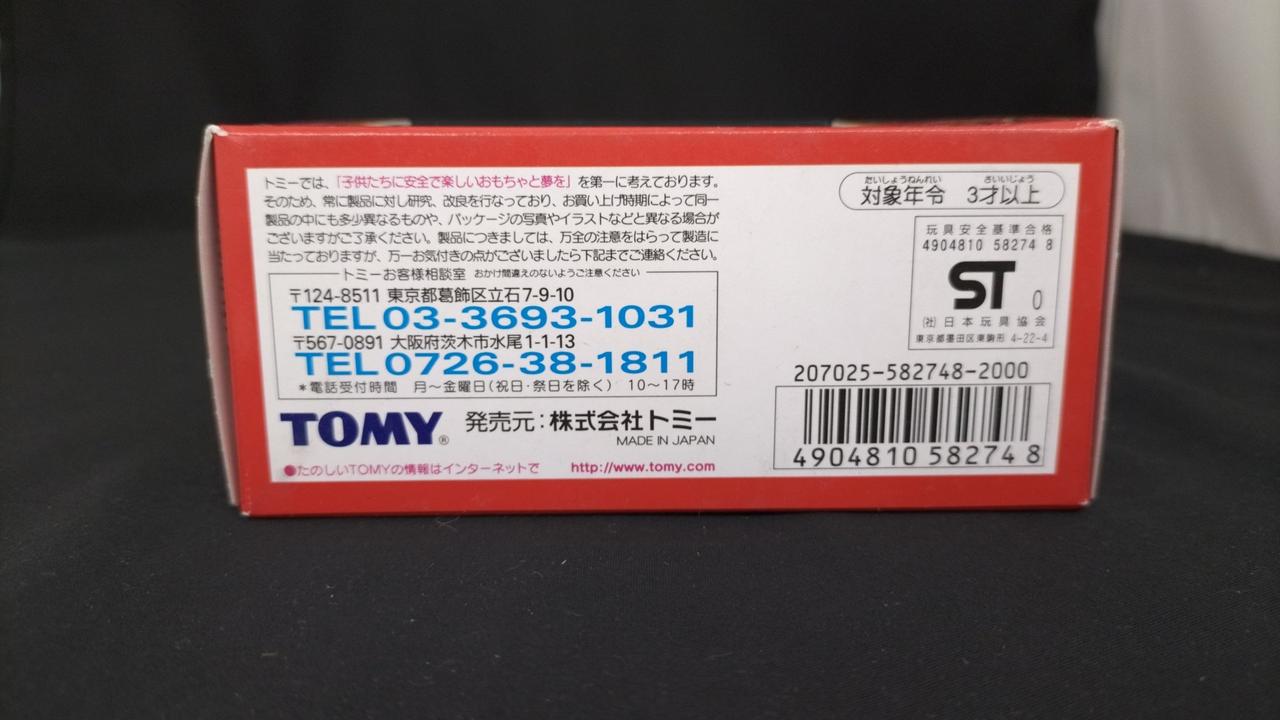 トミーでは、「子供たちに安全で楽しいおもちゃと夢を」を第一に考えております。
そのため、常に製品に対し研究、改良を行なっており、お買い上げ時期によって同一
製品の中にも多少異なるものや、パッケージの写真やイラストなどと異なる場合が
ございますがご了承ください。製品につきましては、万全の注意をはらって製造に
当たっておりますが、万一お気付きの点がございましたら下記までご連絡ください。
トミーお客様相談室 おかけ間違えのないようご注意ください
〒124-8511 東京都葛飾区立石7-9-10
TEL 03-3693-1031
〒567-0891 大阪府茨木市水尾1-1-13
TEL 0726-38-1811
*電話受付時間 月~金曜日(祝日・祭日を除く) 10~17時
TOMY® 発売元:株式会社トミー
MADE IN JAPAN
●たのしいTOMYの情報はインターネットで http://www.tomy.com
たいしょうねんれい さいいじょう
対象年令 3才以上
玩具安全基準合格
4904810 58274 8
ST 0
(社)日本玩具協会
東京都墨田区東駒形 4-22-4
207025-582748-2000
4904810 58274 8